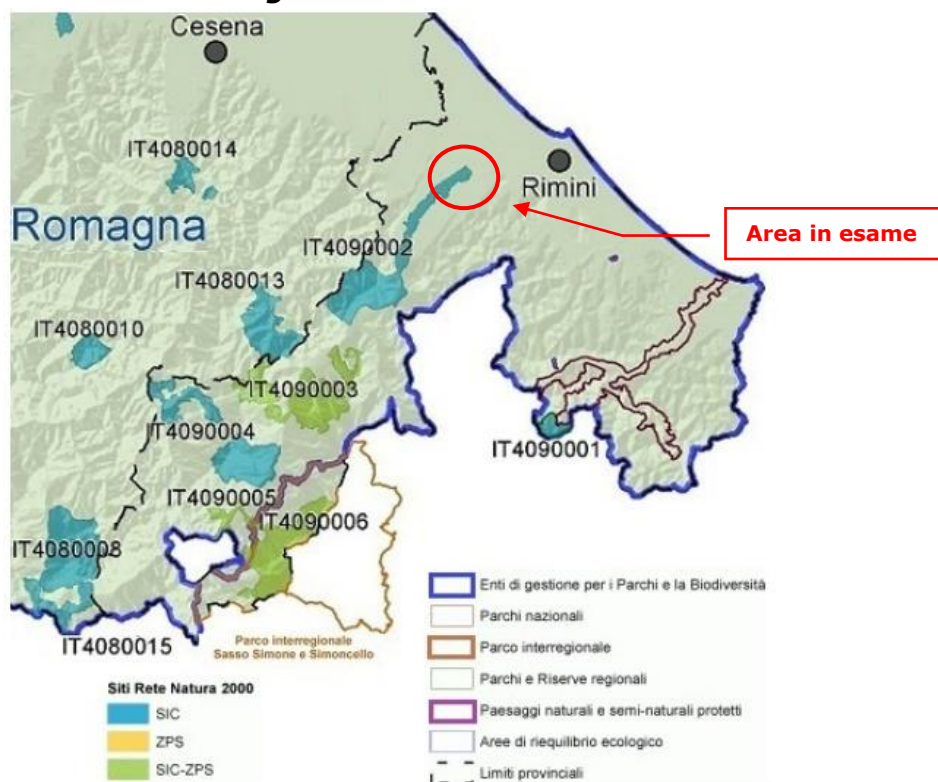 Cesena
IT4080014
Rimini
Romagna
Area in esame
IT4090002
IT4080013
IT4080010
IT4090003
IT4090004
IT4090001
IT4090005
IT4090006
IT4080008
IT4080015
Parco interregionale
Sasso Simone e Simoncello
Siti Rete Natura 2000
SIC
ZPS
SIC-ZPS
Enti di gestione per i Parchi e la Biodiversità
Parchi nazionali
Parco interregionale
Parchi e Riserve regionali
Paesaggi naturali e semi-naturali protetti
Aree di riequilibrio ecologico
Limiti provinciali